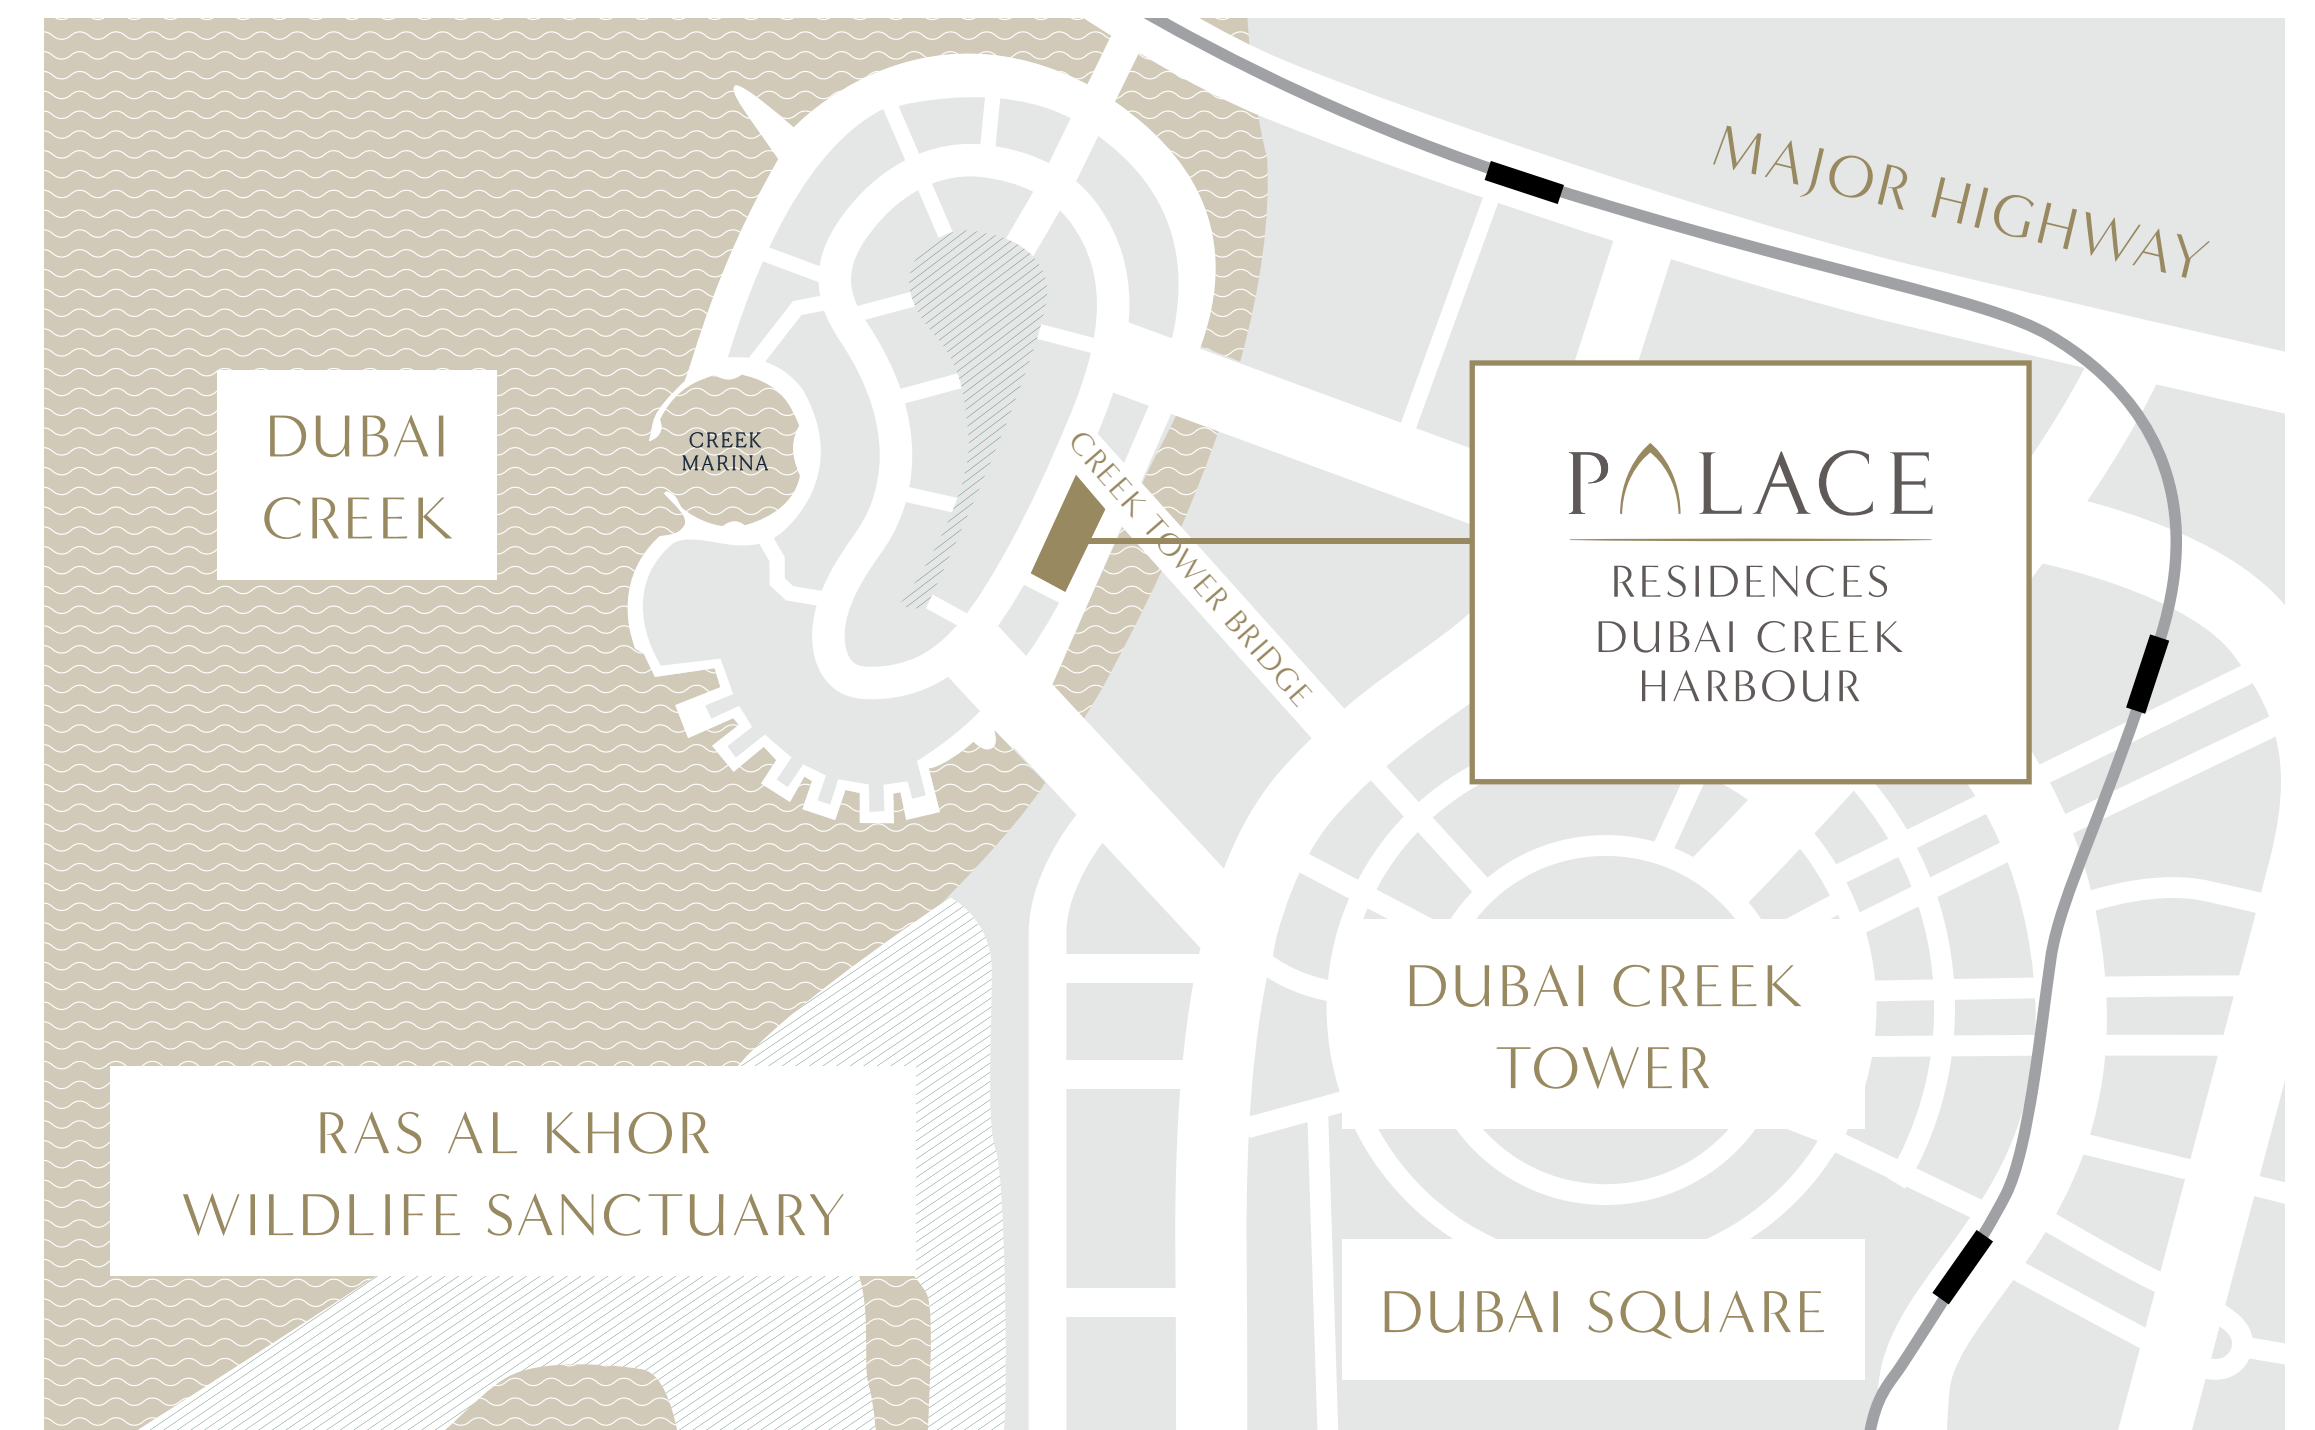 MAJOR HIGHWAY
DUBAI
CREEK
CREEK
MARINA
CREEK TOWER BRIDGE
PALACE
RESIDENCES
DUBAI CREEK
HARBOUR
DUBAI CREEK
TOWER
RAS AL KHOR
WILDLIFE SANCTUARY
DUBAI SQUARE